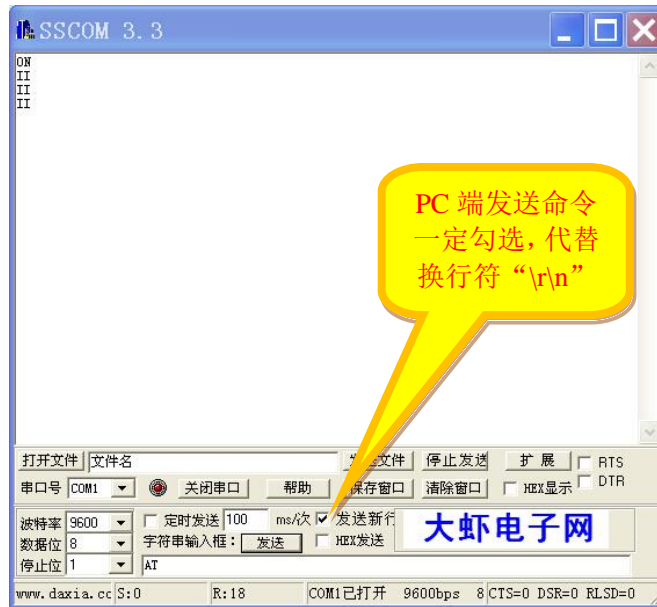 SSCOM 3.3
ON
II
II
II
PC 端发送命令
一定勾选，代替
换行符“\r\n”
打开文件 文件名 文件 停止发送 扩 展 RTS
串口号 COM1 关闭串口 帮助 保存窗口 清除窗口 HEX显示 DTR
波特率 9600 定时发送 100 ms/次 发送新行 大虾电子网
数据位 8 字符串输入框： 发送 HEX发送
停止位 1 AT
www.daxia.cc S:0 R:18 COM1已打开 9600bps 8 CTS=0 DSR=0 RLSD=0